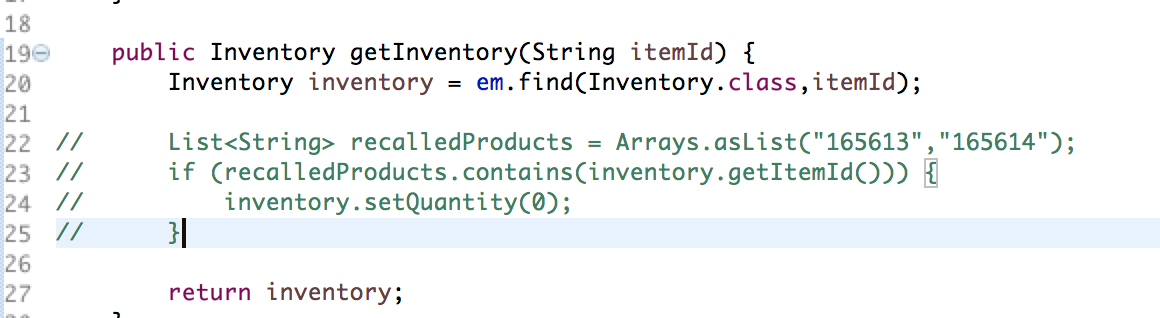 18
19 public Inventory getInventory(String itemId) {
20 Inventory inventory = em.find(Inventory.class,itemId);
21
22 // List<String> recalledProducts = Arrays.asList("165613","165614");
23 // if (recalledProducts.contains(inventory.getItemId())) {
24 // inventory.setQuantity(0);
25 // }
26
27 return inventory;